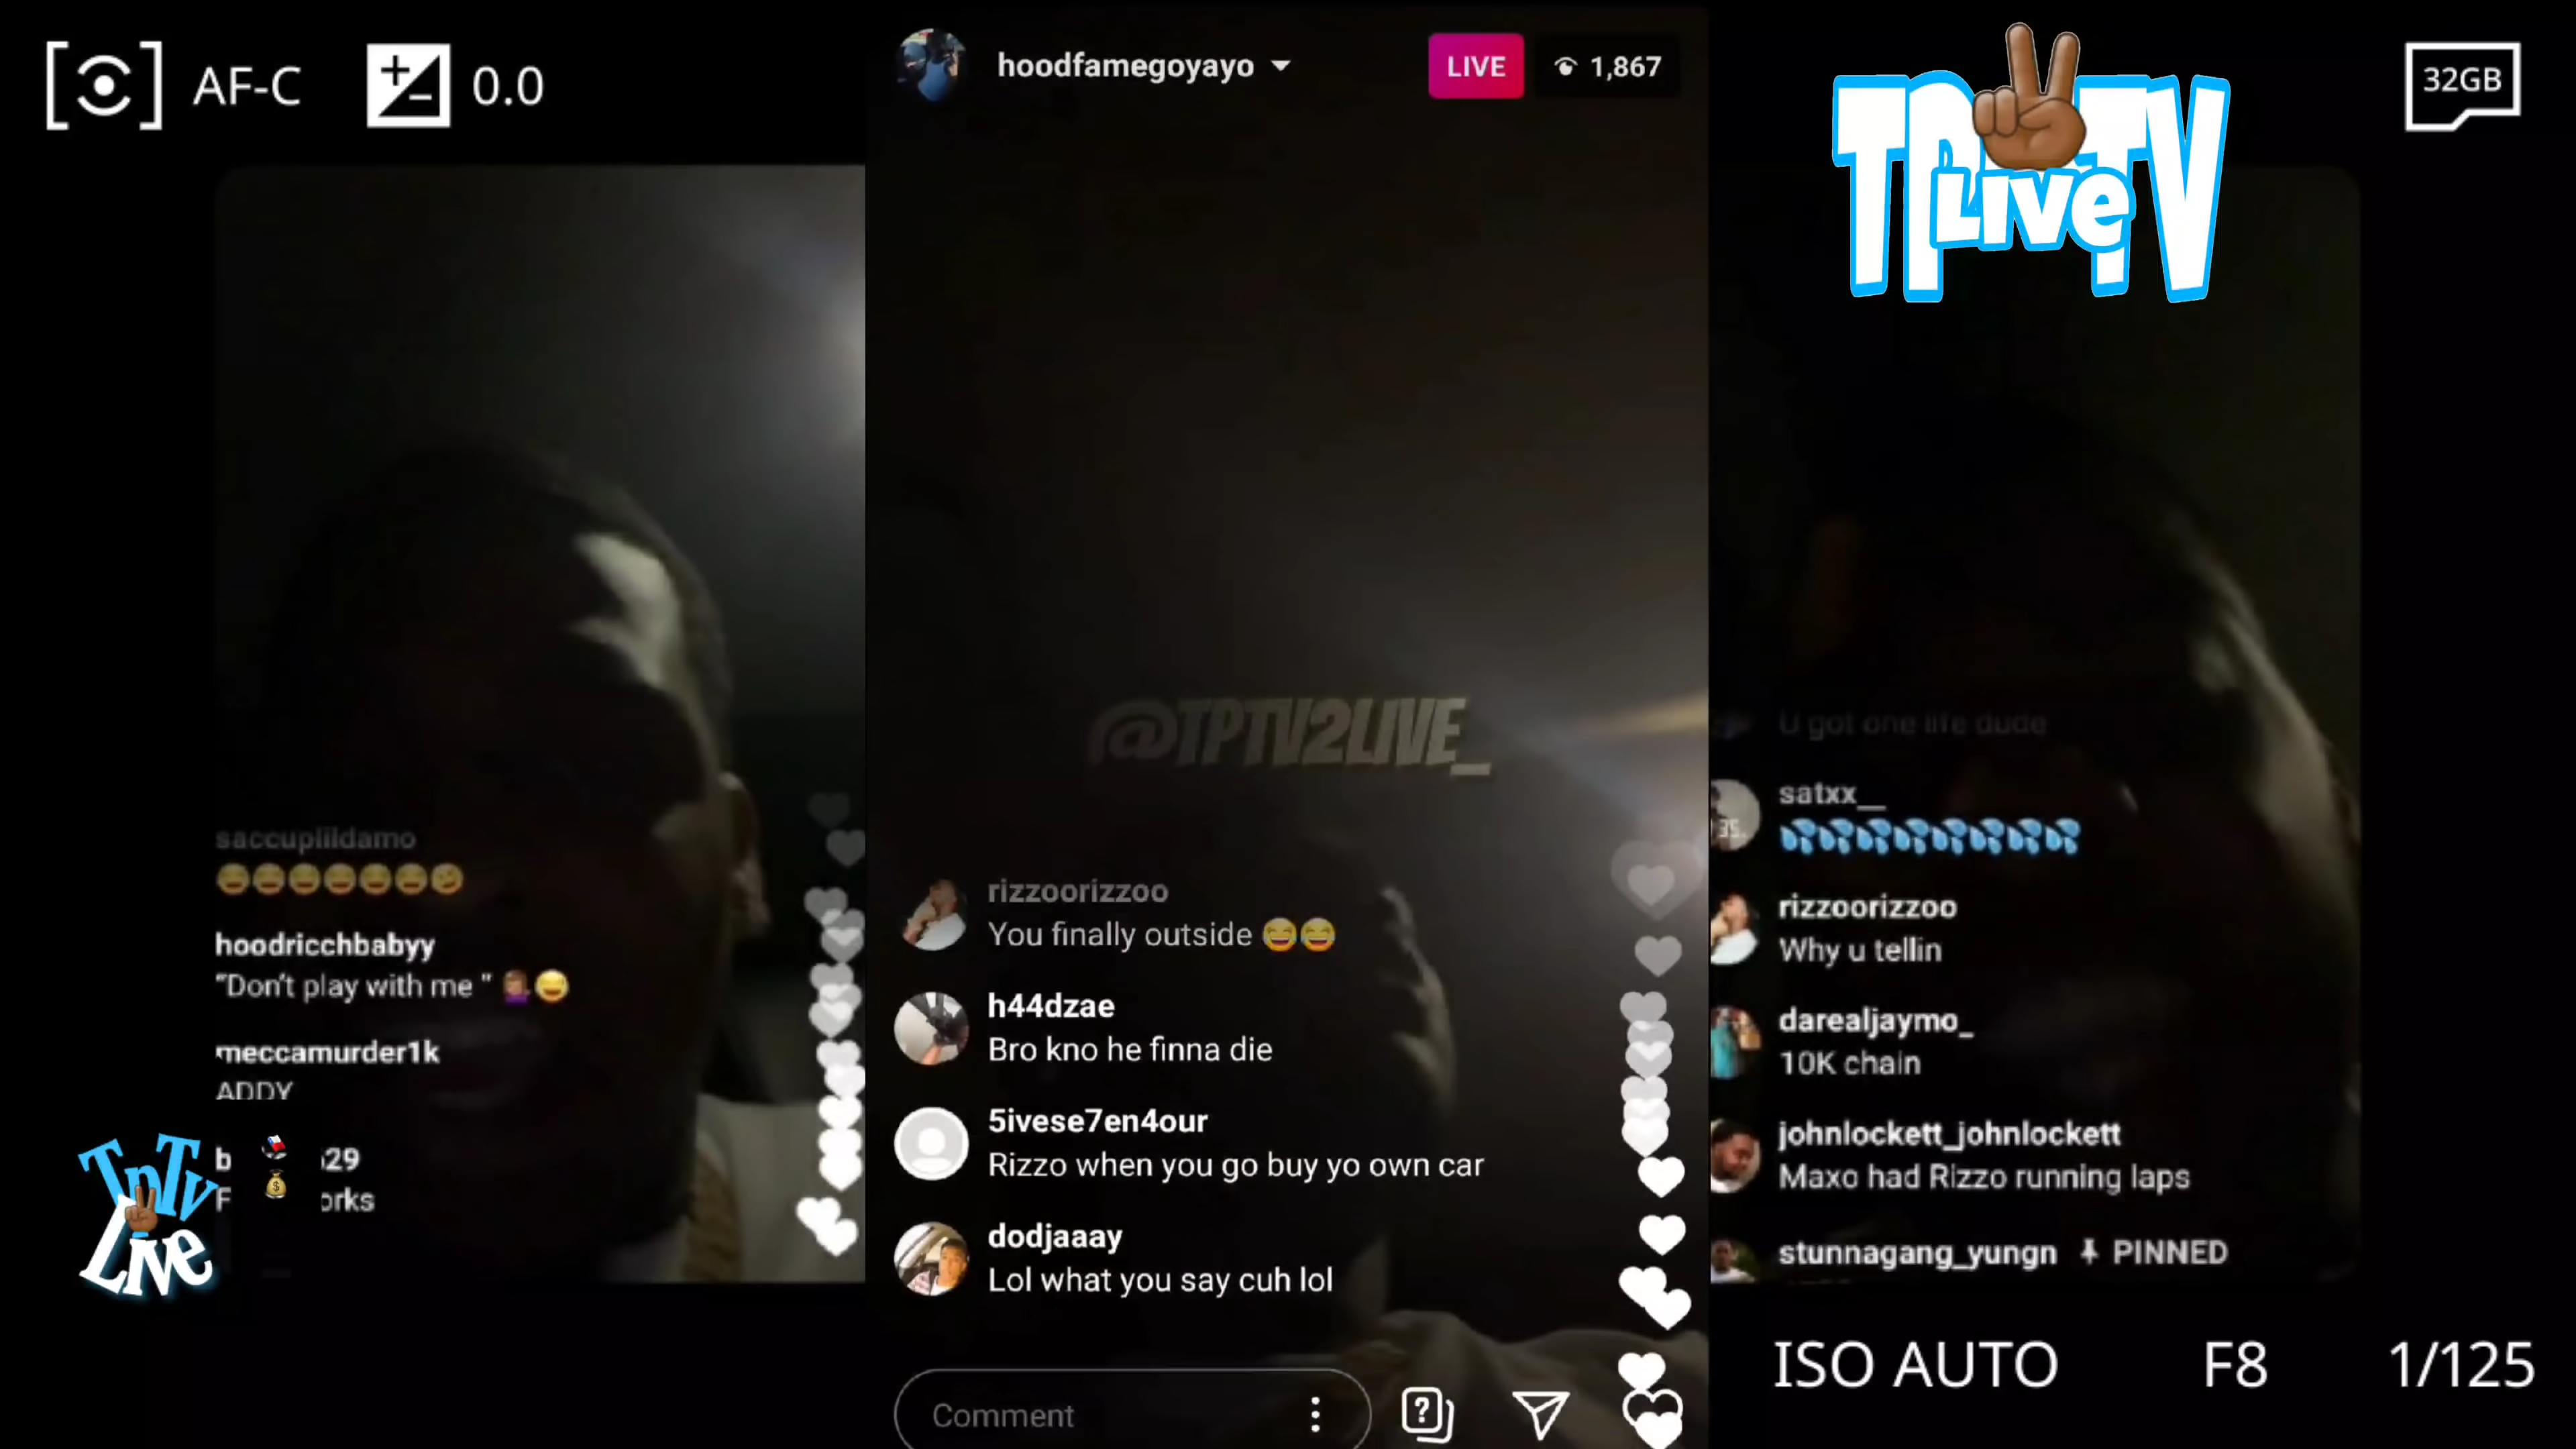 AF-C
0.0
hoodfamegoyayo
LIVE
1,867
TPTV
LIVE
32GB
@TPTV2LIVE_
saccuplildamo
😂😂😂😂😂😂🤣
hoodricchbabyy
"Don't play with me " 💁🏽‍♀️😂
meccamurder1k
ADDY
29
TpTv
Live
rizzoorizzoo
You finally outside 😂😂
h44dzae
Bro kno he finna die
5ivese7en4our
Rizzo when you go buy yo own car
dodjaaay
Lol what you say cuh lol
Comment
U got one life dude
satxx__
💦💦💦💦💦💦💦💦
rizzoorizzoo
Why u tellin
darealjaymo_
10K chain
johnlockett_johnlockett
Maxo had Rizzo running laps
stunnagang_yungn PINNED
ISO AUTO
F8
1/125